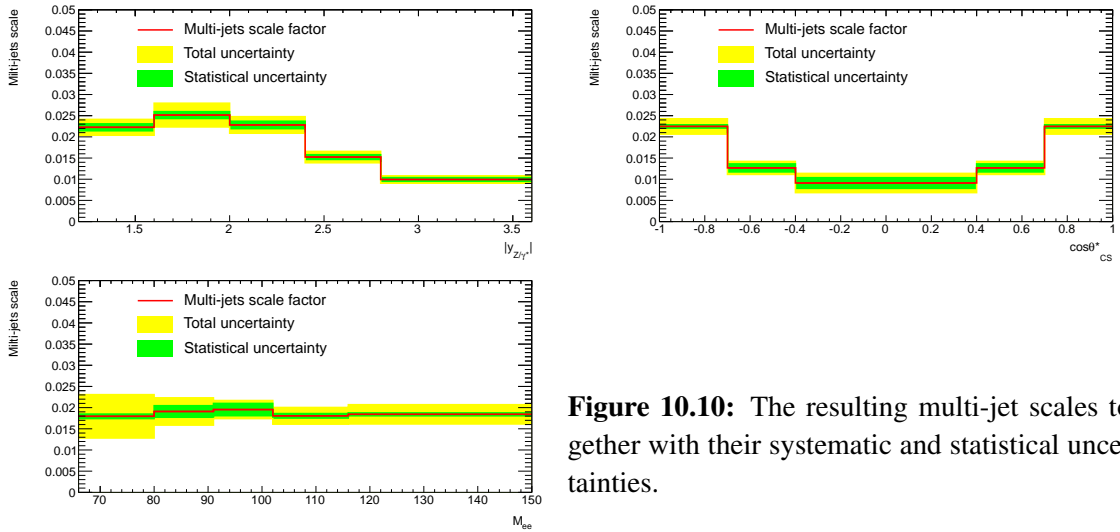 Milti-jets scale
0.05
0.045
0.04
0.035
0.03
0.025
0.02
0.015
0.01
0.005
0
Multi-jets scale factor
Total uncertainty
Statistical uncertainty
1.5 2 2.5 3 3.5
|y_{Z/γ*}|
Milti-jets scale
0.05
0.045
0.04
0.035
0.03
0.025
0.02
0.015
0.01
0.005
0
Multi-jets scale factor
Total uncertainty
Statistical uncertainty
-1 -0.8 -0.6 -0.4 -0.2 0 0.2 0.4 0.6 0.8 1
cosθ*_{CS}
Milti-jets scale
0.05
0.045
0.04
0.035
0.03
0.025
0.02
0.015
0.01
0.005
0
Multi-jets scale factor
Total uncertainty
Statistical uncertainty
70 80 90 100 110 120 130 140 150
M_{ee}
Figure 10.10: The resulting multi-jet scales to
gether with their systematic and statistical unce
tainties.